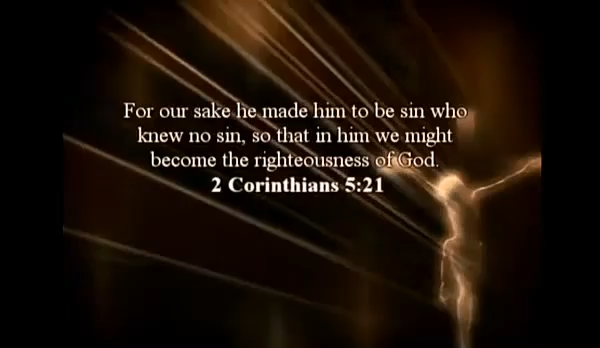 For our sake he made him to be sin who
knew no sin, so that in him we might
become the righteousness of God.
2 Corinthians 5:21